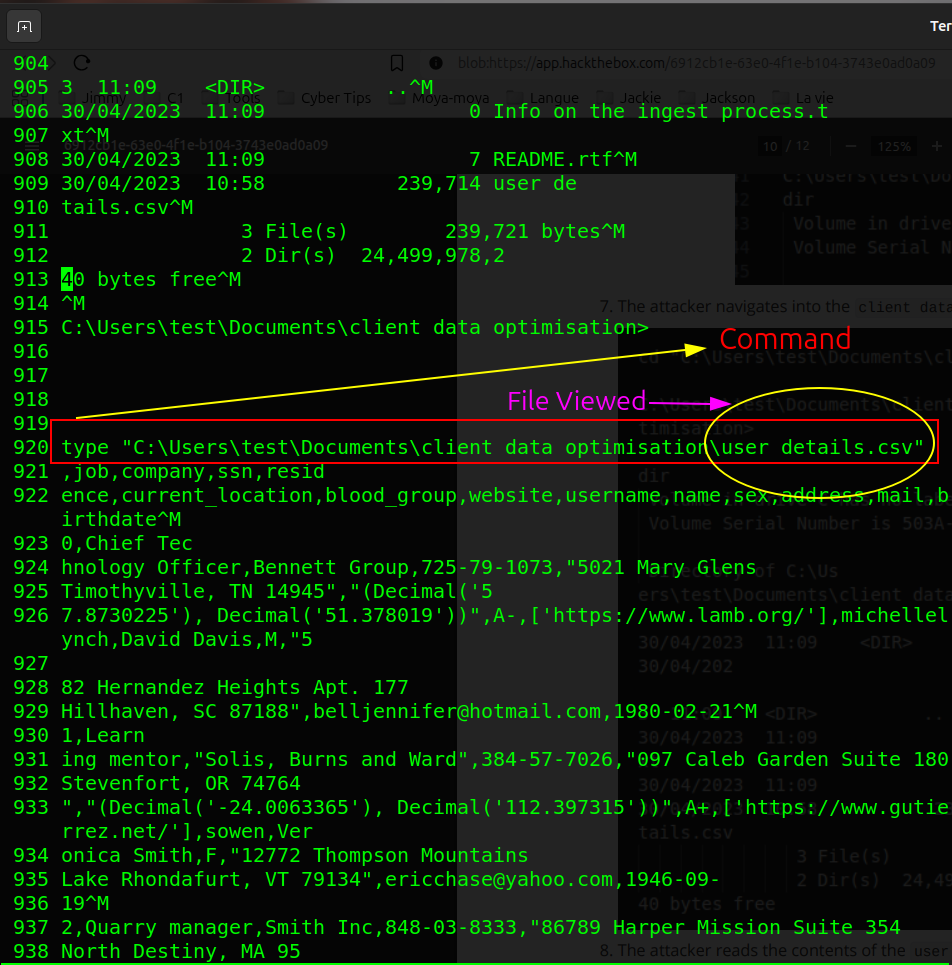 Ter
blob:https://app.hackthebox.com/6912cb1e-63e0-4f1e-b104-3743e0ad0a09
Jimmy C1 Tools Cyber Tips Moya-moya Langue Jackie Jackson La vie
6912cb1e-63e0-4f1e-b104-3743e0ad0a09
10 / 12 125%
904
905 3  11:09    <DIR>          ..^M
906 30/04/2023  11:09                 0 Info on the ingest process.t
907 xt^M
908 30/04/2023  11:09                 7 README.rtf^M
909 30/04/2023  10:58           239,714 user de
910 tails.csv^M
911                3 File(s)        239,721 bytes^M
912                2 Dir(s)  24,499,978,2
913 40 bytes free^M
914 ^M
915 C:\Users\test\Documents\client data optimisation>
916
917
918
919
920 type "C:\Users\test\Documents\client data optimisation\user details.csv"
921 ,job,company,ssn,resid
922 ence,current_location,blood_group,website,username,name,sex,address,mail,b
irthdate^M
923 0,Chief Tec
924 hnology Officer,Bennett Group,725-79-1073,"5021 Mary Glens
925 Timothyville, TN 14945","(Decimal('5
926 7.8730225'), Decimal('51.378019'))",A-,['https://www.lamb.org/'],michellel
ynch,David Davis,M,"5
927
928 82 Hernandez Heights Apt. 177
929 Hillhaven, SC 87188",belljennifer@hotmail.com,1980-02-21^M
930 1,Learn
931 ing mentor,"Solis, Burns and Ward",384-57-7026,"097 Caleb Garden Suite 180
932 Stevenfort, OR 74764
933 ","(Decimal('-24.0063365'), Decimal('112.397315'))",A+,['https://www.gutie
rrez.net/'],sowen,Ver
934 onica Smith,F,"12772 Thompson Mountains
935 Lake Rhondafurt, VT 79134",ericchase@yahoo.com,1946-09-
936 19^M
937 2,Quarry manager,Smith Inc,848-03-8333,"86789 Harper Mission Suite 354
938 North Destiny, MA 95
Command
File Viewed
C:\Users\test\Do
dir
Volume in drive
Volume Serial N
7. The attacker navigates into the client data
dir
Volume Serial Number is 503A-
Directory of C:\Us
ers\test\Documents\client data
30/04/2023  11:09    <DIR>
30/04/202
<DIR>          ..
30/04/2023  11:09
30/04/2023  11:09
tails.csv
3 File(s)
2 Dir(s)  24,49
40 bytes free
8. The attacker reads the contents of the user